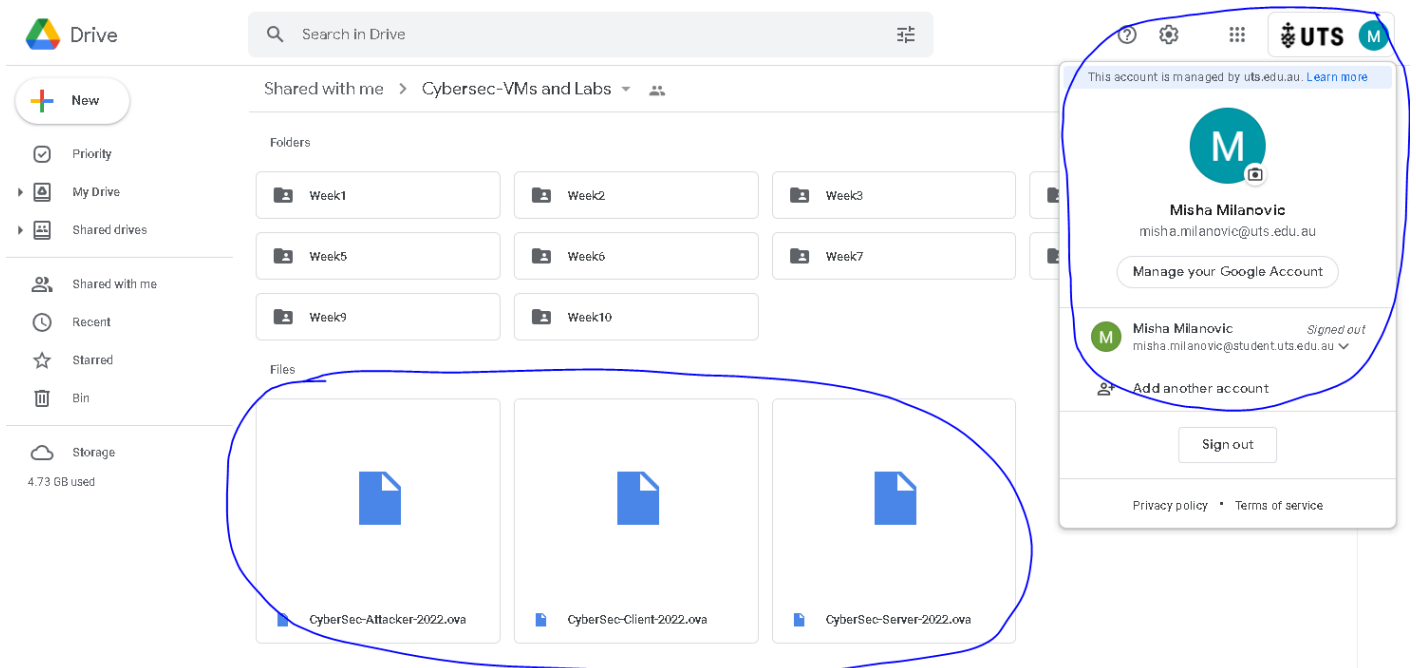 Drive
Search in Drive
UTS
M
New
Shared with me > Cybersec-VMs and Labs
This account is managed by uts.edu.au. Learn more
M
Misha Milanovic
misha.milanovic@uts.edu.au
Manage your Google Account
Misha Milanovic
Signed out
M
misha.milanovic@student.uts.edu.au
Add another account
Sign out
Privacy policy • Terms of service
Priority
My Drive
Shared drives
Shared with me
Recent
Starred
Bin
Storage
4.73 GB used
Folders
Week1
Week2
Week3
Week5
Week6
Week7
Week9
Week10
Files
CyberSec-Attacker-2022.ova
CyberSec-Client-2022.ova
CyberSec-Server-2022.ova